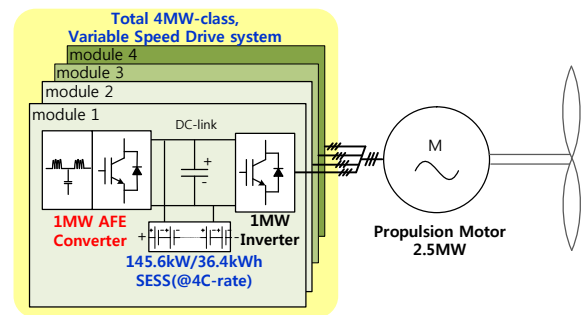 Total 4MW-class,
Variable Speed Drive system
module 4
module 3
module 2
module 1
DC-link
+
-
1MW AFE
Converter
1MW
Inverter
+
-
145.6kW/36.4kWh
SESS(@4C-rate)
M
Propulsion Motor
2.5MW